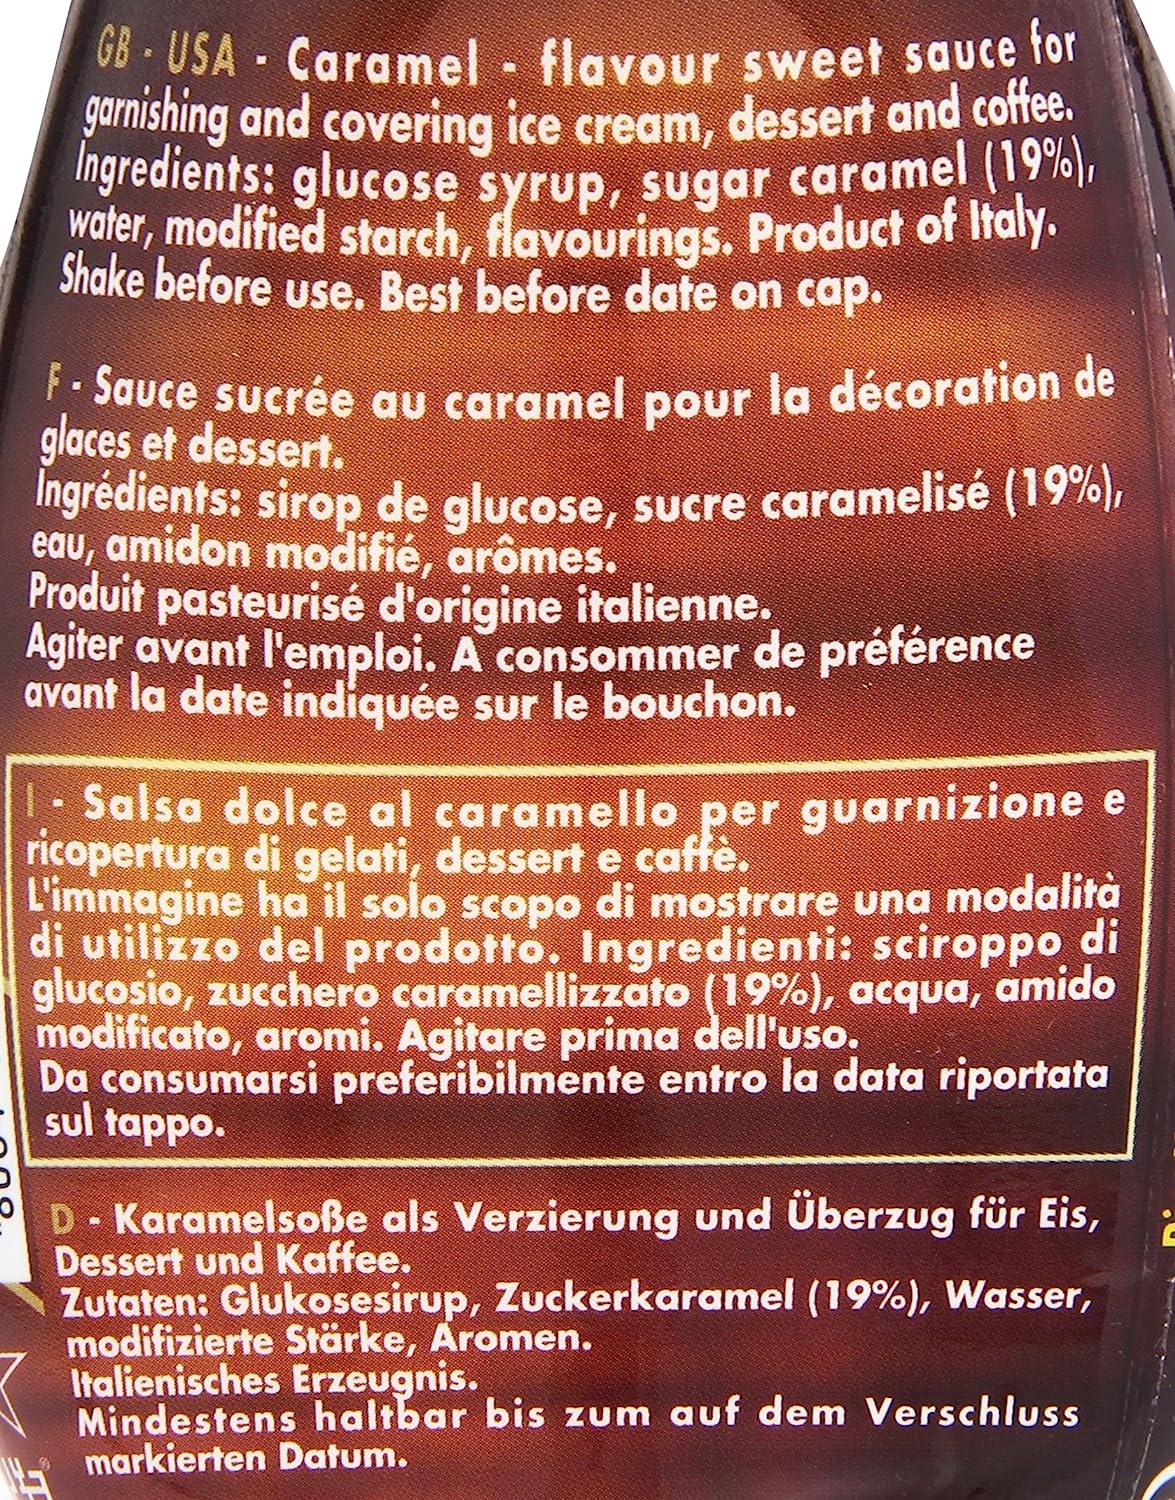 GB - USA - Caramel - flavour sweet sauce for
garnishing and covering ice cream, dessert and coffee.
Ingredients: glucose syrup, sugar caramel (19%),
water, modified starch, flavourings. Product of Italy.
Shake before use. Best before date on cap.
F - Sauce sucrée au caramel pour la décoration de
glaces et dessert.
Ingrédients: sirop de glucose, sucre caramelisé (19%),
eau, amidon modifié, arômes.
Produit pasteurisé d'origine italienne.
Agiter avant l'emploi. A consommer de préférence
avant la date indiquée sur le bouchon.
I - Salsa dolce al caramello per guarnizione e
ricopertura di gelati, dessert e caffè.
L'immagine ha il solo scopo di mostrare una modalità
di utilizzo del prodotto. Ingredienti: sciroppo di
glucosio, zucchero caramellizzato (19%), acqua, amido
modificato, aromi. Agitare prima dell'uso.
Da consumarsi preferibilmente entro la data riportata
sul tappo.
D - Karamelsoße als Verzierung und Überzug für Eis,
Dessert und Kaffee.
Zutaten: Glukosesirup, Zuckerkaramel (19%), Wasser,
modifizierte Stärke, Aromen.
Italienisches Erzeugnis.
Mindestens haltbar bis zum auf dem Verschluss
markierten Datum.